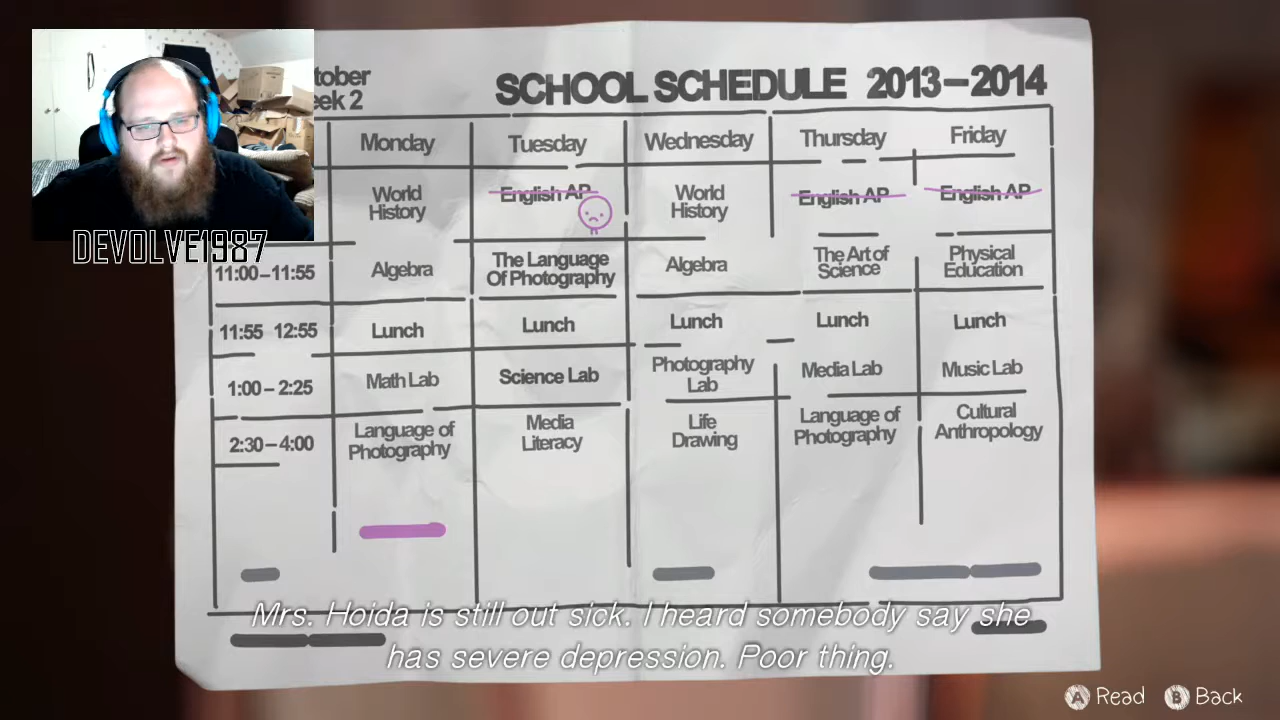 tober
eek 2
SCHOOL SCHEDULE 2013-2014
Monday Tuesday Wednesday Thursday Friday
World History English AP World History English AP English AP
11:00-11:55 Algebra The Language Of Photography Algebra The Art of Science Physical Education
11:55 12:55 Lunch Lunch Lunch Lunch Lunch
1:00-2:25 Math Lab Science Lab Photography Lab Media Lab Music Lab
2:30-4:00 Language of Photography Media Literacy Life Drawing Language of Photography Cultural Anthropology
DEVOLVE1987
Mrs. Hoida is still out sick. I heard somebody say she
has severe depression. Poor thing.
A Read B Back